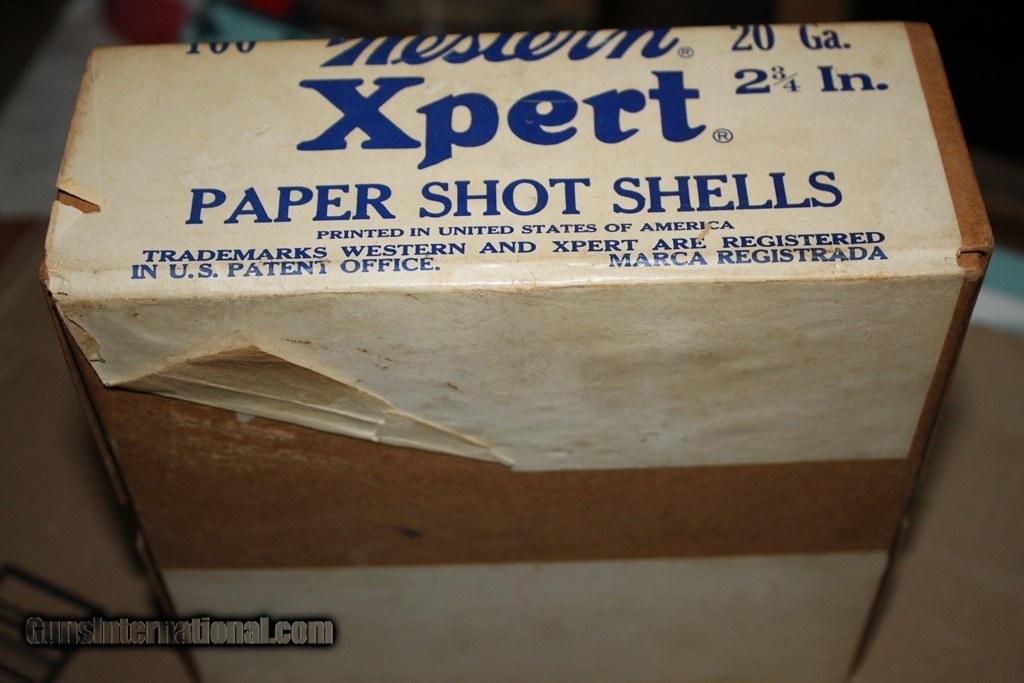 100 Western® 20 Ga.
Xpert® 2¾ In.
PAPER SHOT SHELLS
PRINTED IN UNITED STATES OF AMERICA
TRADEMARKS WESTERN AND XPERT ARE REGISTERED
IN U.S. PATENT OFFICE. MARCA REGISTRADA
GunsInternational.com